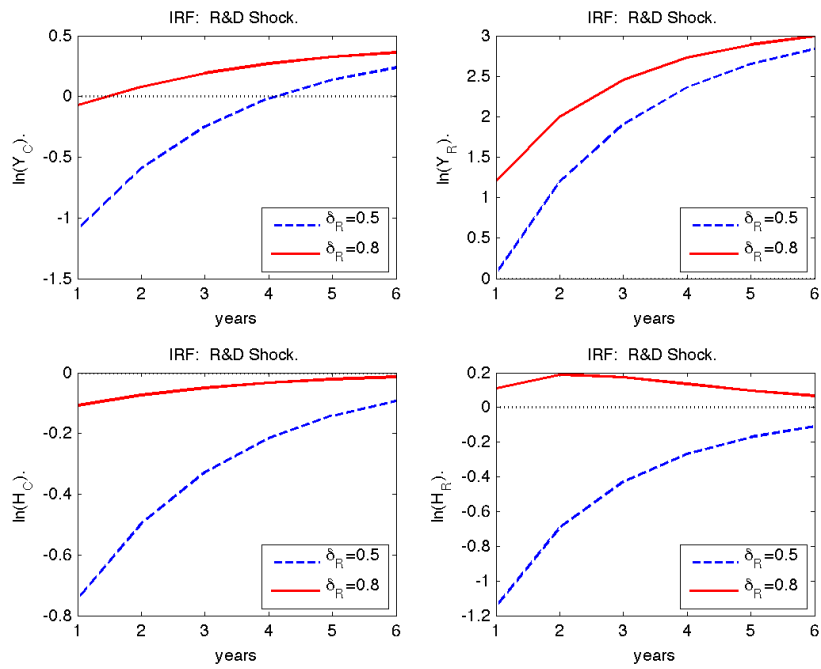 IRF: R&D Shock.
0.5
0
-0.5
-1
-1.5
ln(Y_C).
δ_R=0.5
δ_R=0.8
1 2 3 4 5 6
years
IRF: R&D Shock.
3
2.5
2
1.5
1
0.5
0
ln(Y_R).
δ_R=0.5
δ_R=0.8
1 2 3 4 5 6
years
IRF: R&D Shock.
0
-0.2
-0.4
-0.6
-0.8
ln(H_C).
δ_R=0.5
δ_R=0.8
1 2 3 4 5 6
years
IRF: R&D Shock.
0.2
0
-0.2
-0.4
-0.6
-0.8
-1
-1.2
ln(H_R).
δ_R=0.5
δ_R=0.8
1 2 3 4 5 6
years